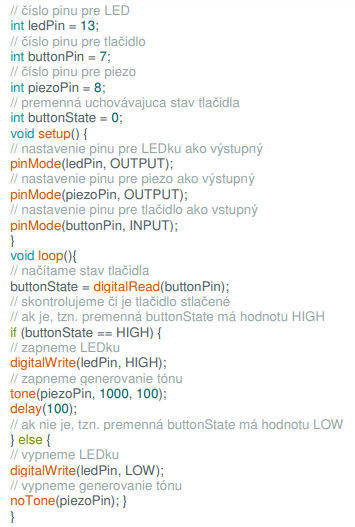 // číslo pinu pre LED
int ledPin = 13;
// číslo pinu pre tlačidlo
int buttonPin = 7;
// číslo pinu pre piezo
int piezoPin = 8;
// premenná uchovávajuca stav tlačidla
int buttonState = 0;
void setup() {
// nastavenie pinu pre LEDku ako výstupný
pinMode(ledPin, OUTPUT);
// nastavenie pinu pre piezo ako výstupný
pinMode(piezoPin, OUTPUT);
// nastavenie pinu pre tlačidlo ako vstupný
pinMode(buttonPin, INPUT);
}
void loop(){
// načítame stav tlačidla
buttonState = digitalRead(buttonPin);
// skontrolujeme či je tlačidlo stlačené
// ak je, tzn. premenná buttonState má hodnotu HIGH
if (buttonState == HIGH) {
// zapneme LEDku
digitalWrite(ledPin, HIGH);
// zapneme generovanie tónu
tone(piezoPin, 1000, 100);
delay(100);
// ak nie je, tzn. premenná buttonState má hodnotu LOW
} else {
// vypneme LEDku
digitalWrite(ledPin, LOW);
// vypneme generovanie tónu
noTone(piezoPin); }
}